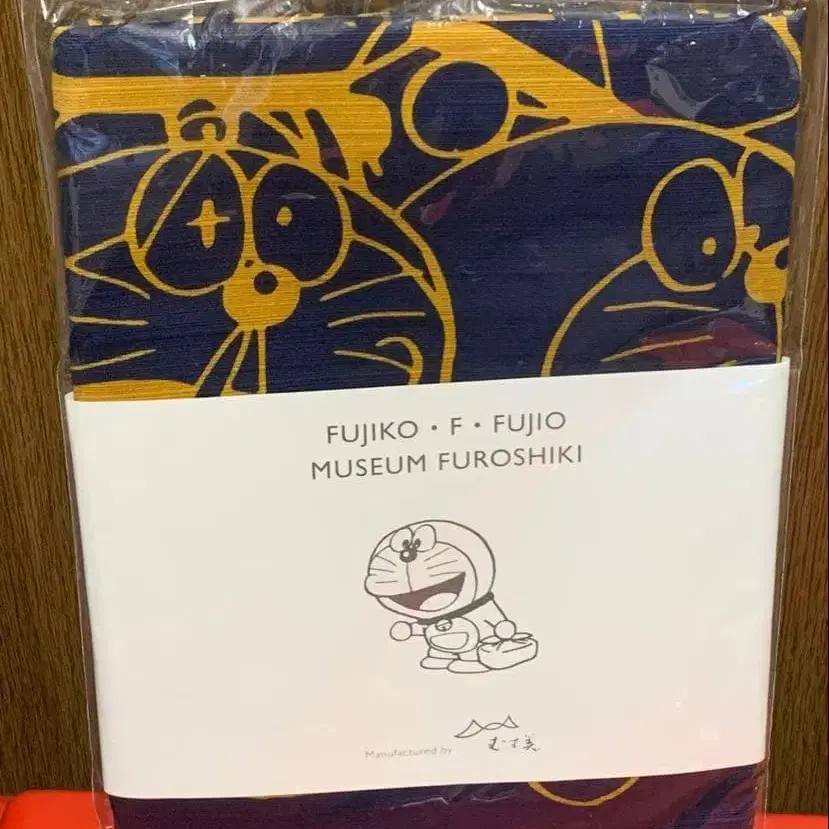 FUJIKO・F・FUJIO
MUSEUM FUROSHIKI
Manufactured by むす美